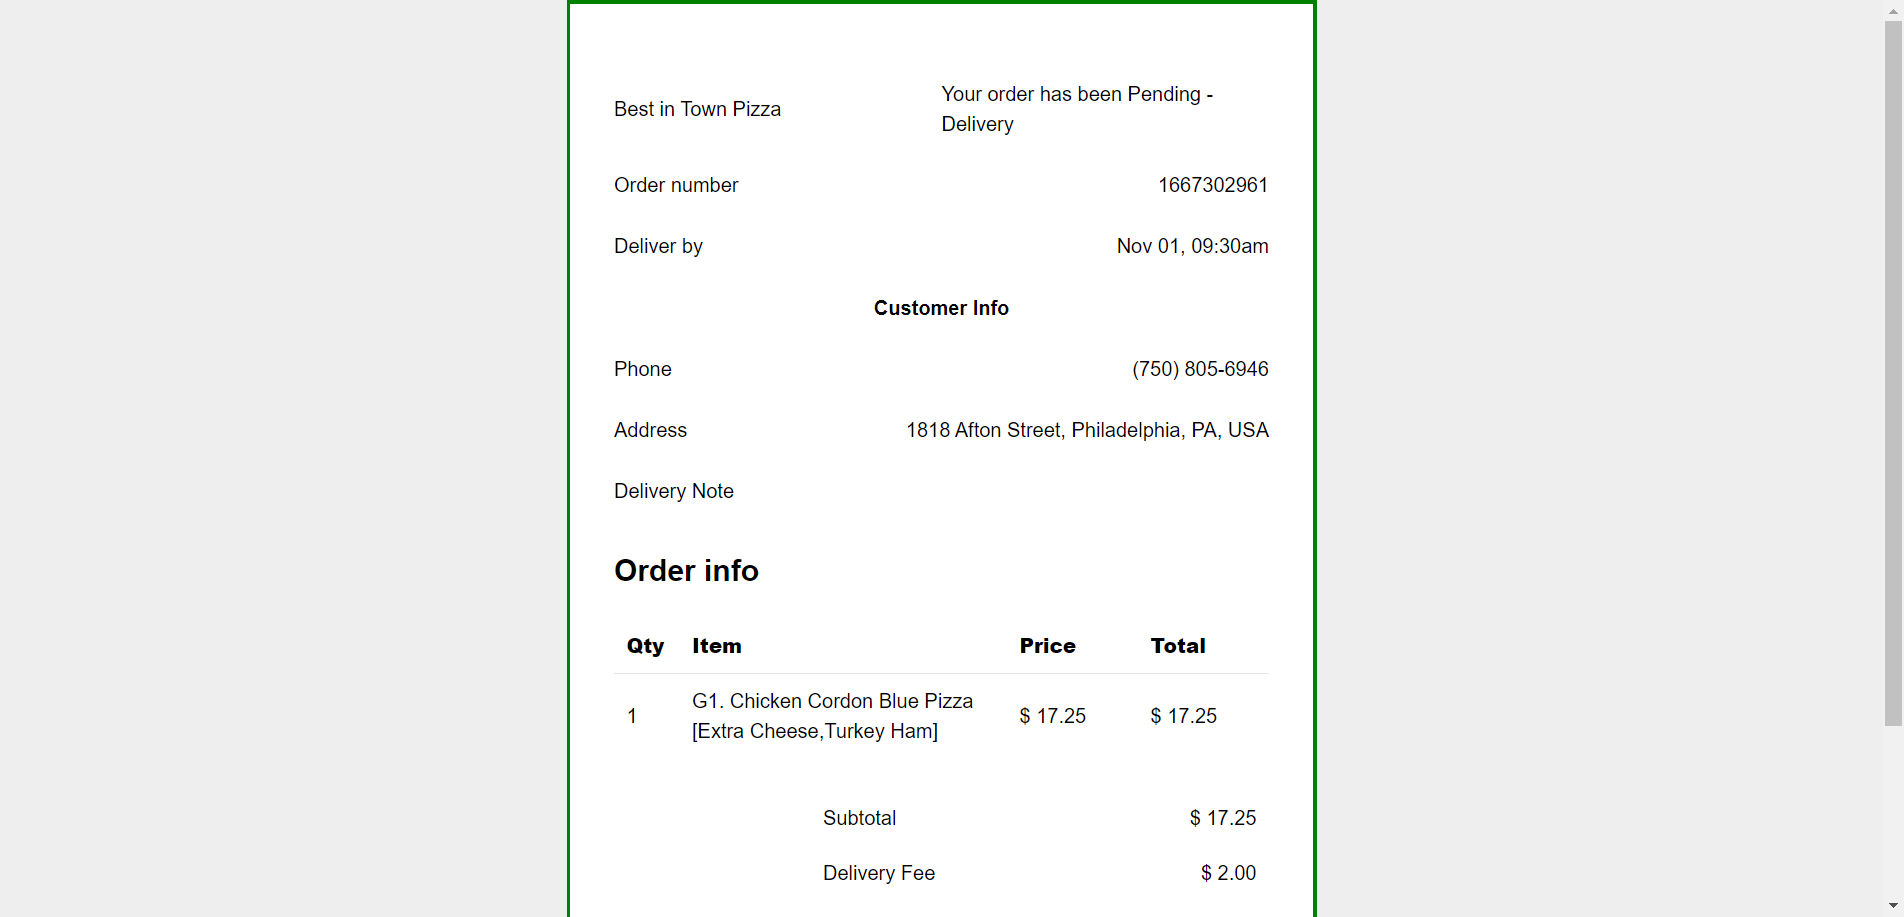 Best in Town Pizza
Your order has been Pending -
Delivery
Order number 1667302961
Deliver by Nov 01, 09:30am
Customer Info
Phone (750) 805-6946
Address 1818 Afton Street, Philadelphia, PA, USA
Delivery Note
Order info
Qty Item Price Total
1 G1. Chicken Cordon Blue Pizza [Extra Cheese,Turkey Ham] $ 17.25 $ 17.25
Subtotal $ 17.25
Delivery Fee $ 2.00